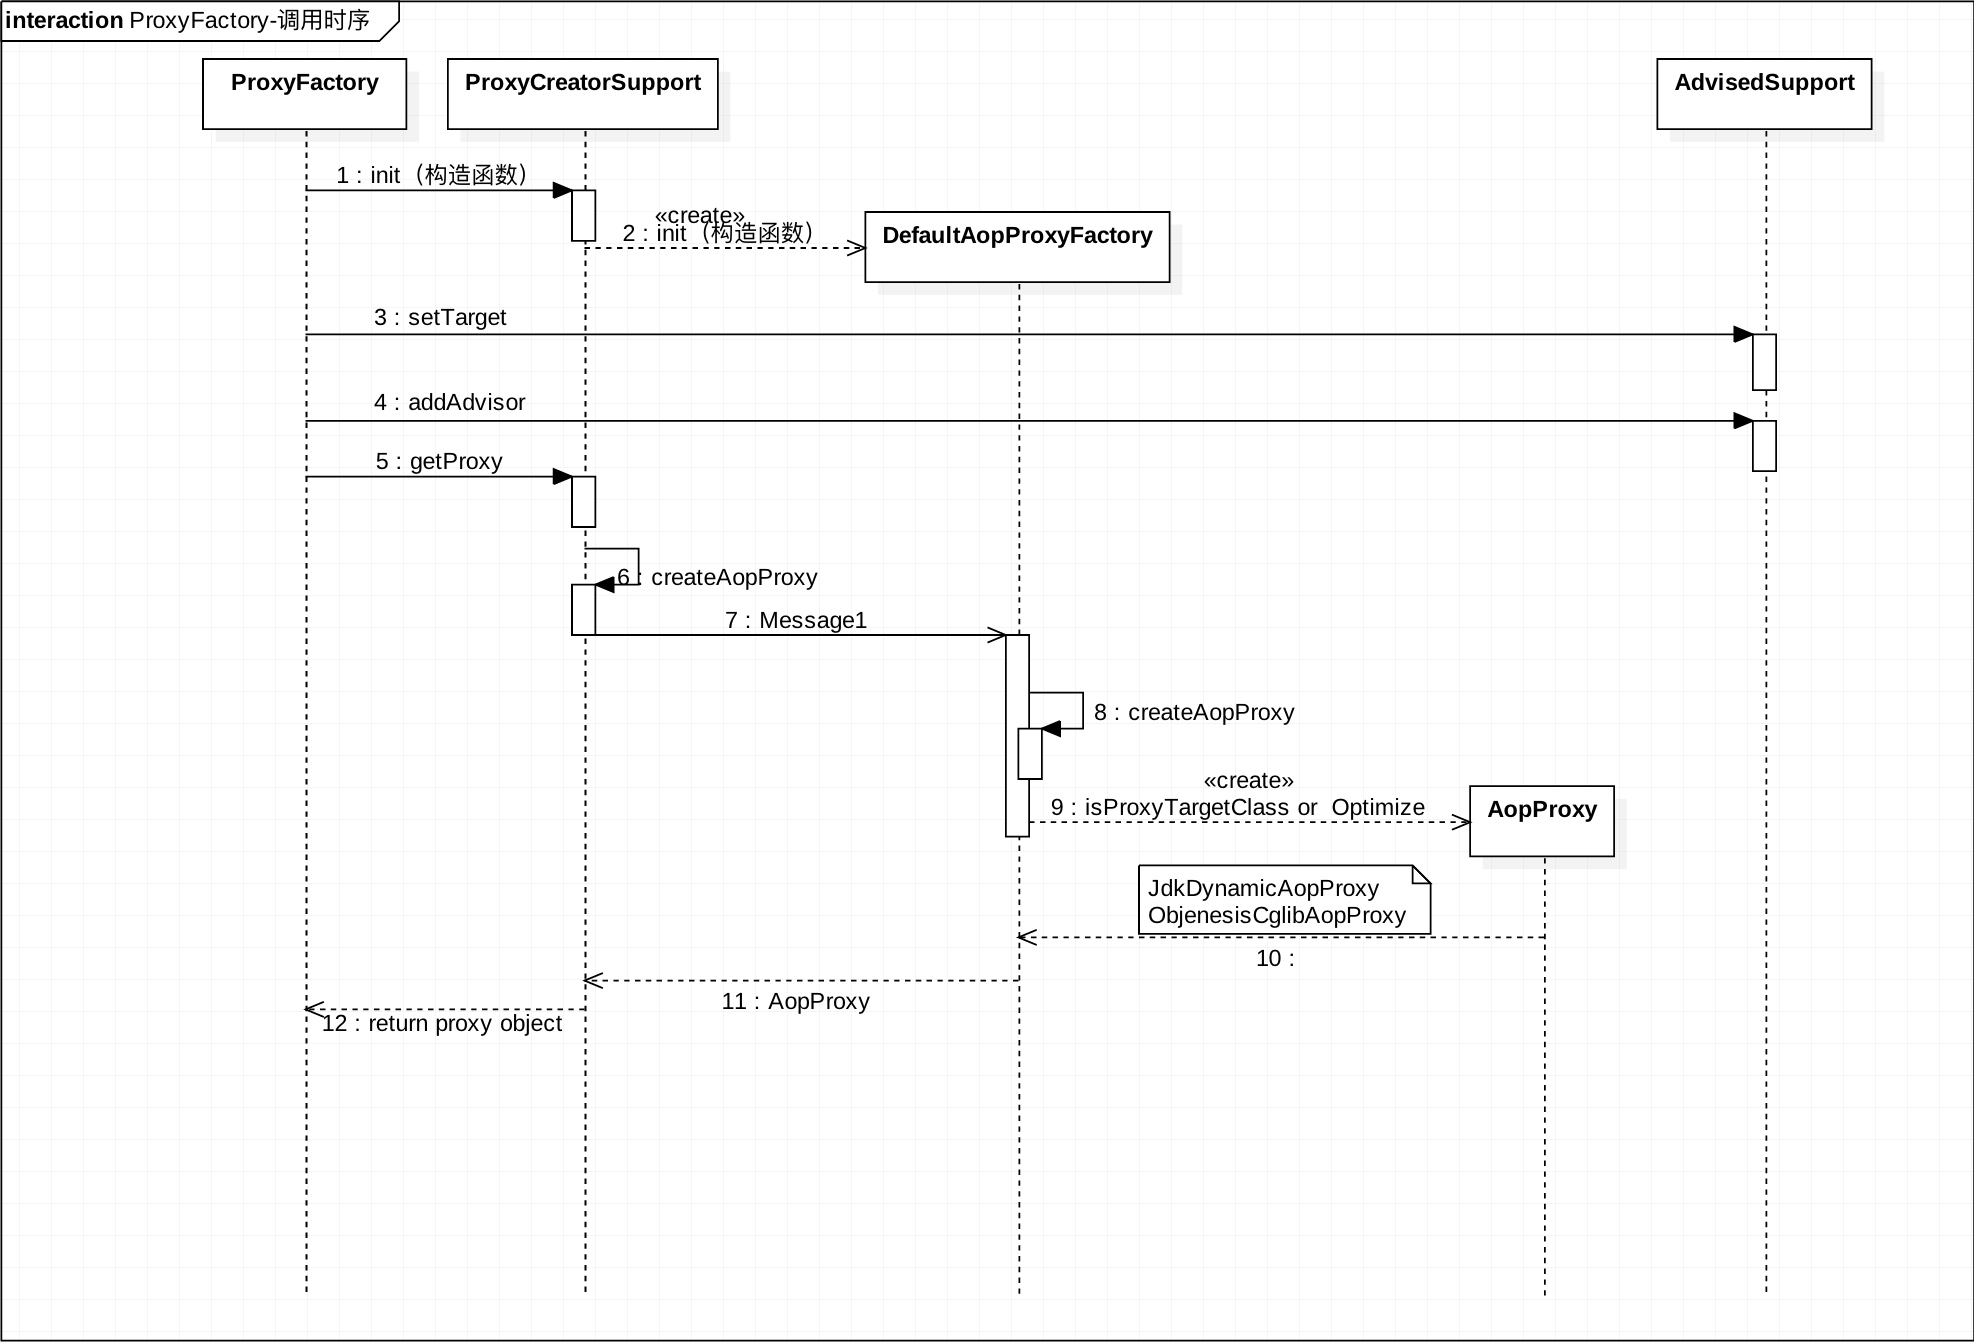 interaction ProxyFactory-调用时序
ProxyFactory
ProxyCreatorSupport
AdvisedSupport
1 : init（构造函数）
«create»
2 : init（构造函数）
DefaultAopProxyFactory
3 : setTarget
4 : addAdvisor
5 : getProxy
6 : createAopProxy
7 : Message1
8 : createAopProxy
«create»
9 : isProxyTargetClass or  Optimize
AopProxy
JdkDynamicAopProxy
ObjenesisCglibAopProxy
10 :
11 : AopProxy
12 : return proxy object